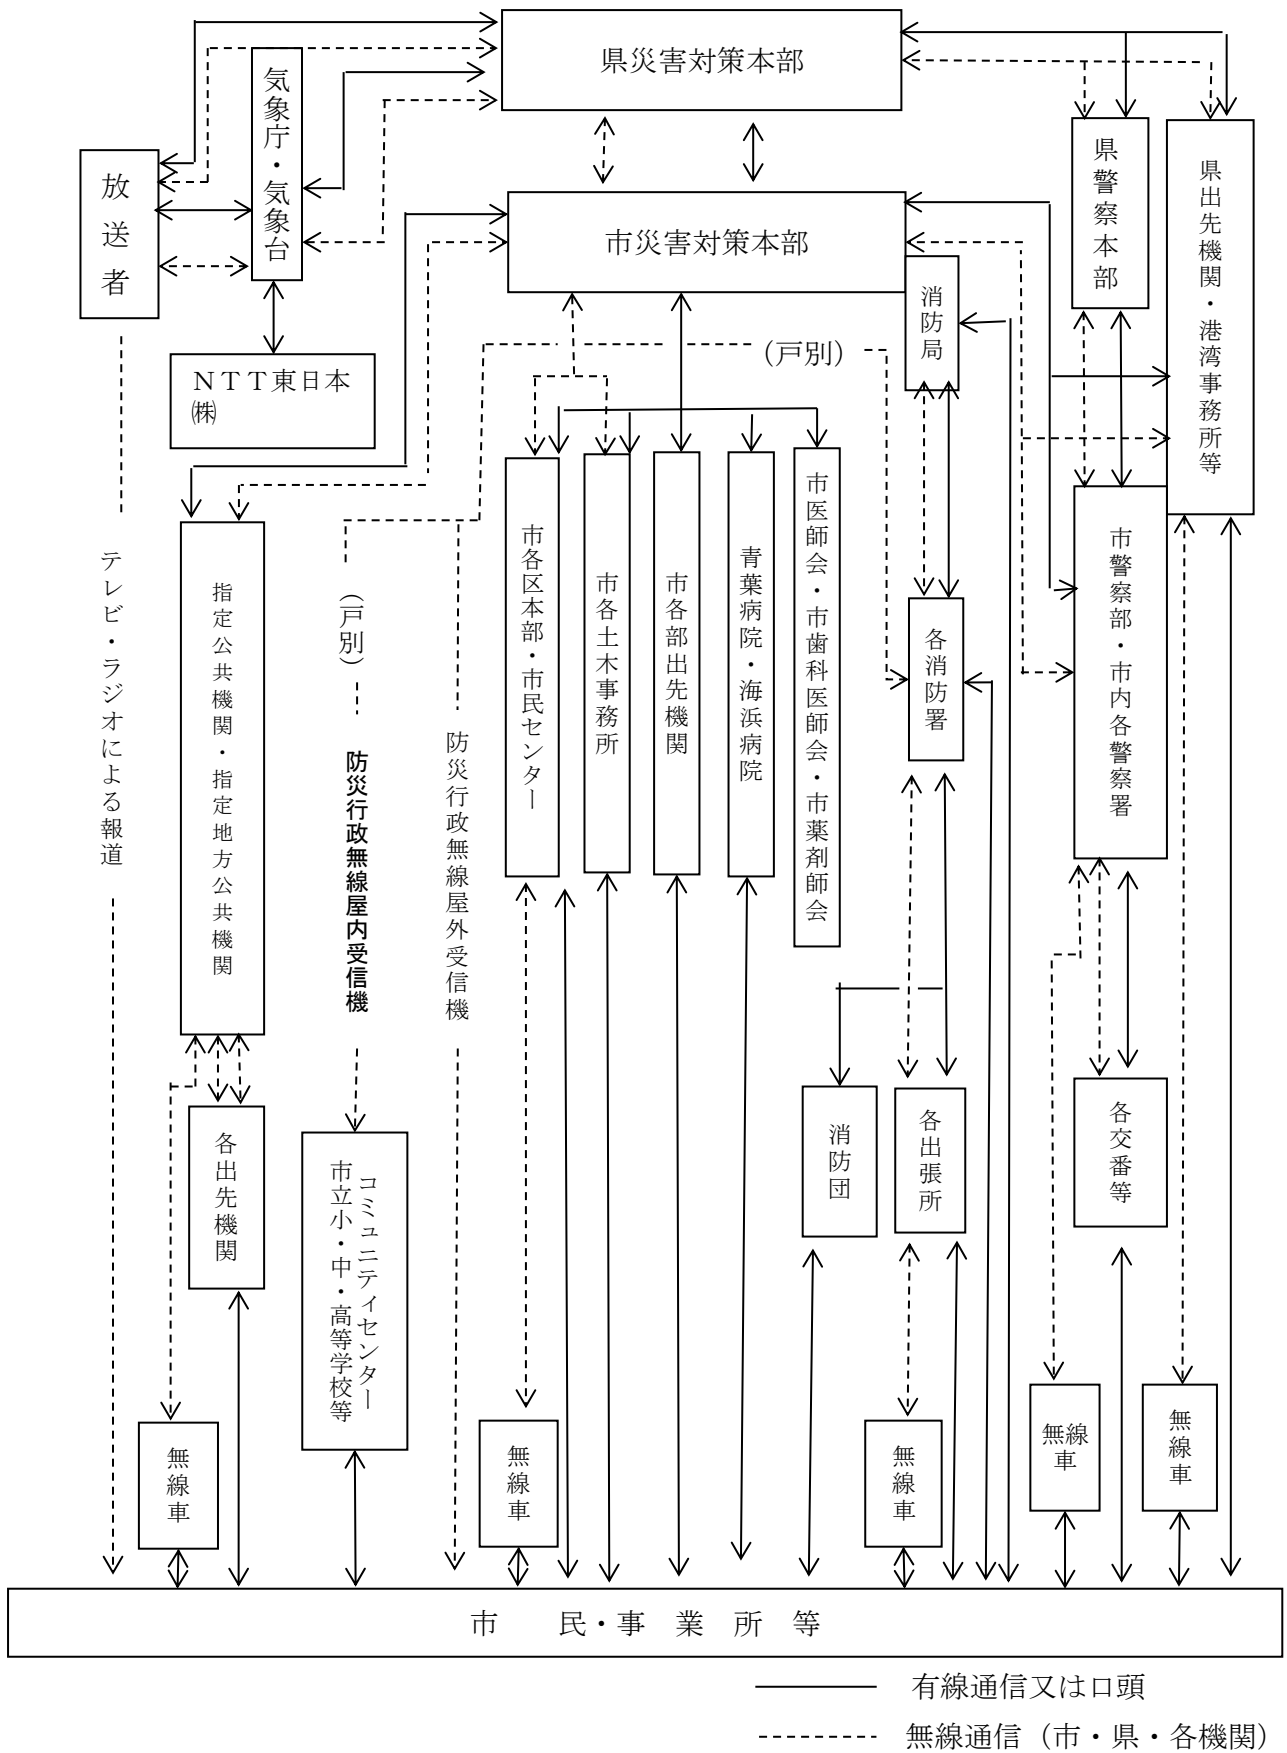 県災害対策本部
気象庁・気象台
放送者
県警察本部
県出先機関・港湾事務所等
市災害対策本部
消防局
(戸別)
ＮＴＴ東日本
㈱
市各区本部・市民センター
市各土木事務所
市各部出先機関
青葉病院・海浜病院
市医師会・市歯科医師会・市薬剤師会
各消防署
市警察部・市内各警察署
テレビ・ラジオによる報道
指定公共機関・指定地方公共機関
(戸別)
防災行政無線屋内受信機
防災行政無線屋外受信機
各出先機関
コミュニティセンター
市立小・中・高等学校等
消防団
各出張所
各交番等
無線車
無線車
無線車
無線
車
無線車
市　民・事　業　所　等
有線通信又は口頭
無線通信（市・県・各機関）